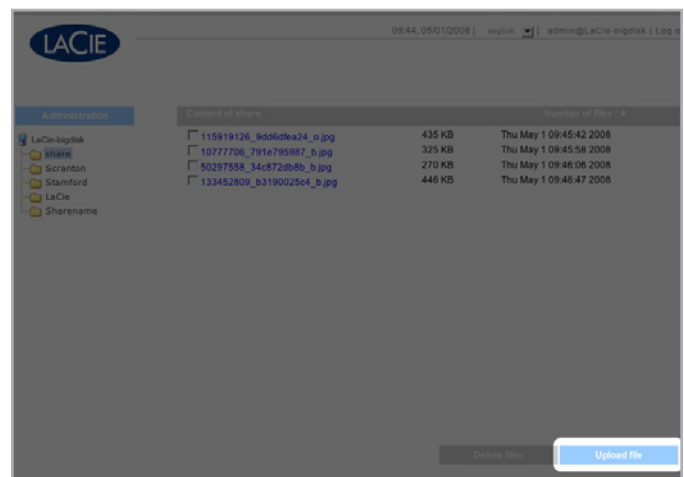 LACIE
09:44, 05/01/2008 | english | admin@LaCie-bigdisk | Log o
Administration
Content of share Number of files : 4
LaCie-bigdisk
share
Scranton
Stamford
LaCie
Sharename
115919126_9dd6dfea24_o.jpg 435 KB Thu May 1 09:45:42 2008
10777706_791e795987_b.jpg 325 KB Thu May 1 09:45:58 2008
50297558_34c872db8b_b.jpg 270 KB Thu May 1 09:46:06 2008
133452809_b3190025c4_b.jpg 446 KB Thu May 1 09:46:47 2008
Delete files Upload file